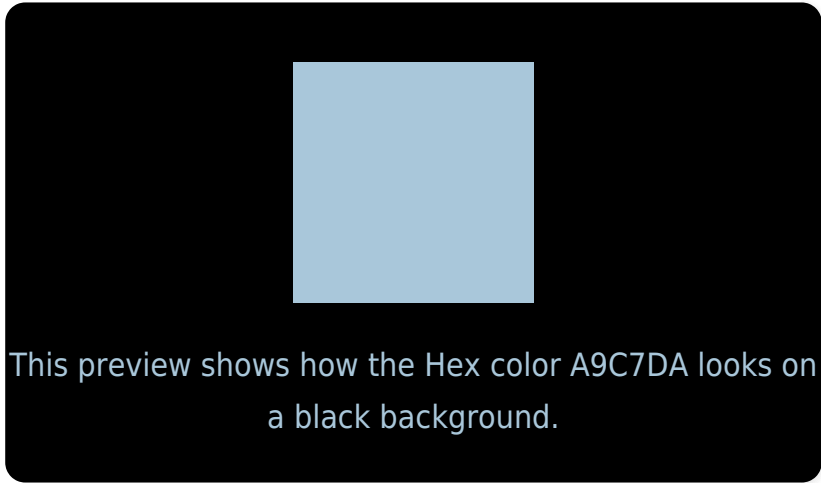 This preview shows how the Hex color A9C7DA looks on
a black background.